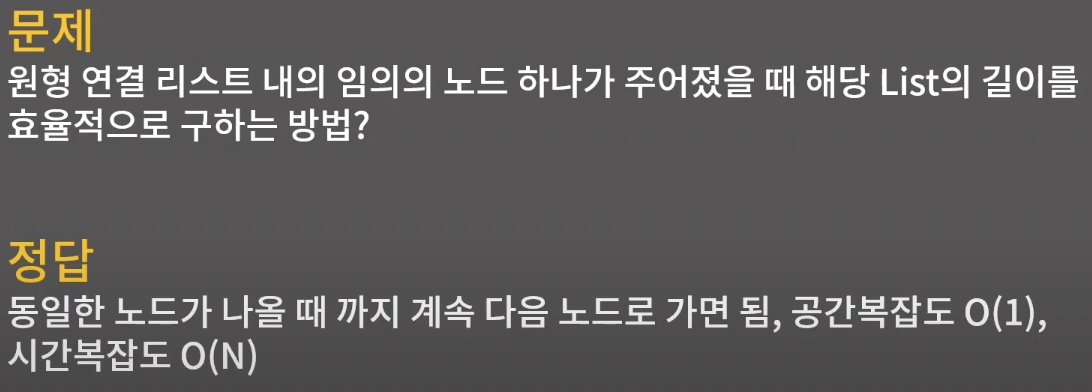 문제
원형 연결 리스트 내의 임의의 노드 하나가 주어졌을 때 해당 List의 길이를
효율적으로 구하는 방법?
정답
동일한 노드가 나올 때 까지 계속 다음 노드로 가면 됨, 공간복잡도 O(1),
시간복잡도 O(N)